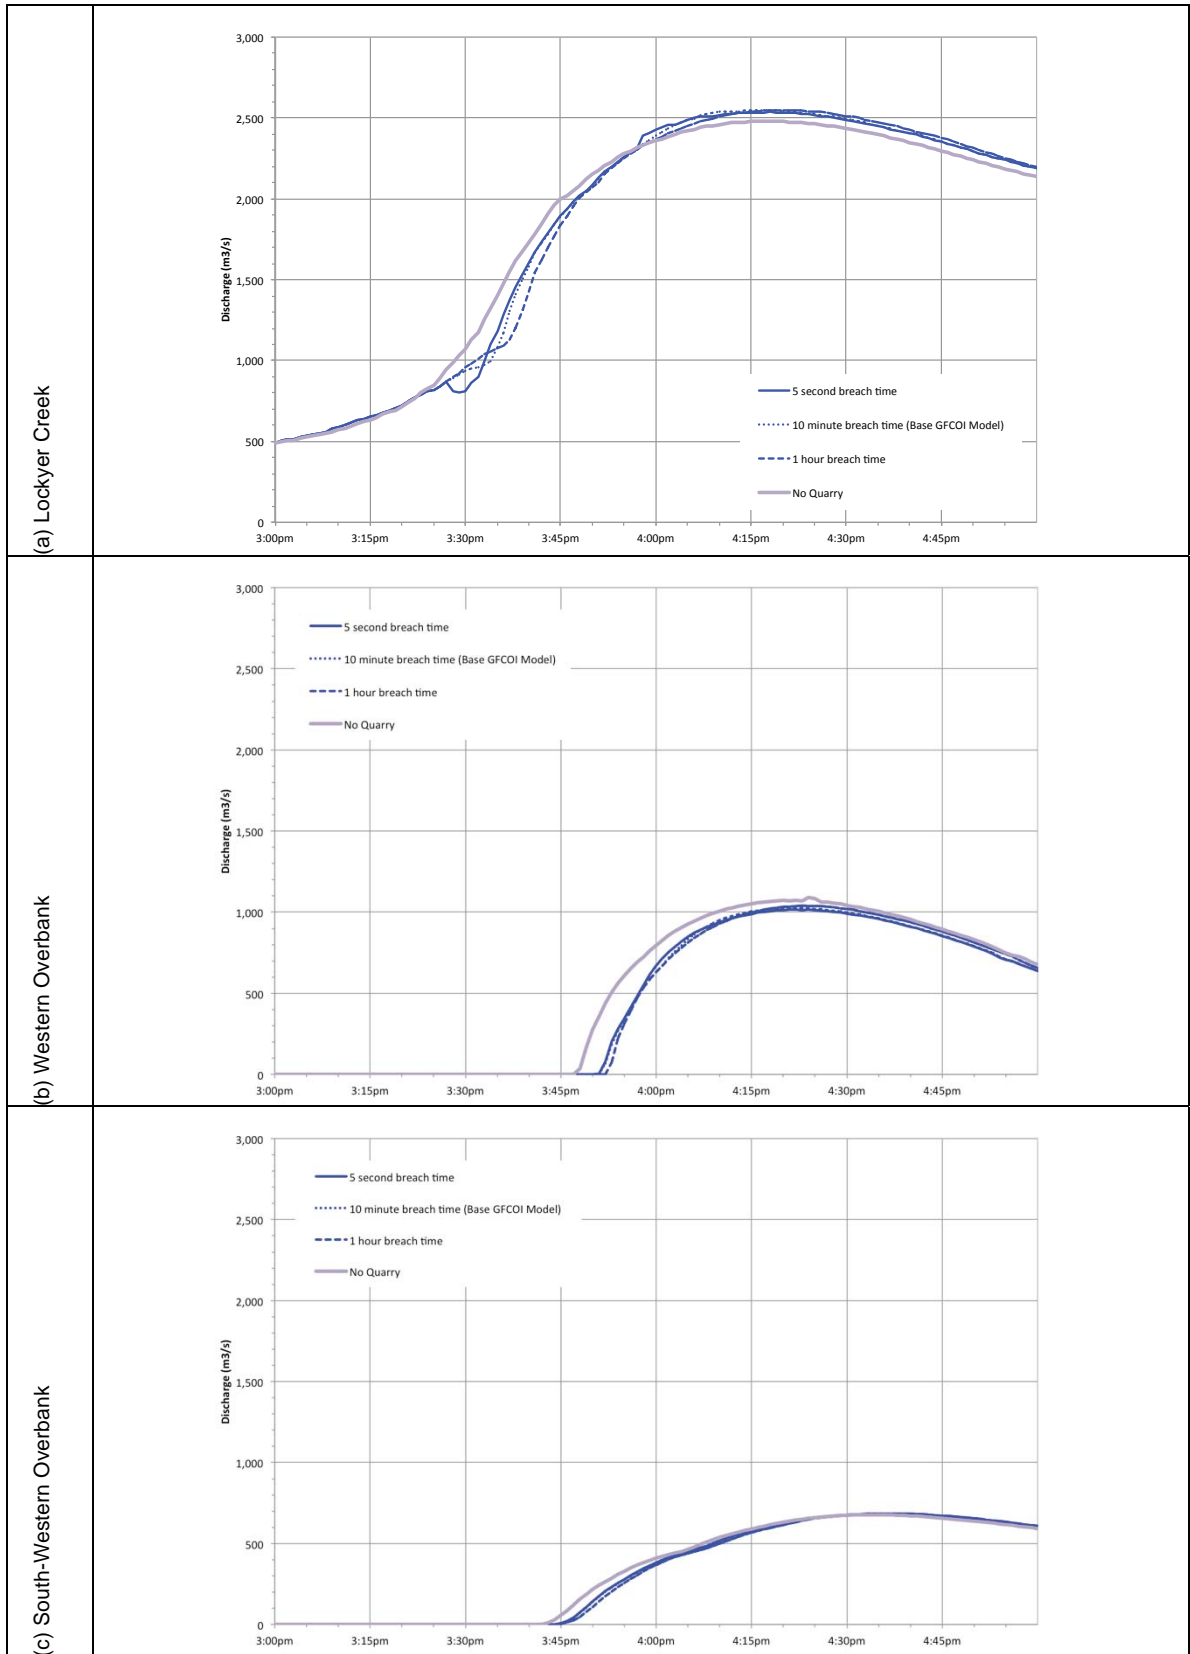 (a) Lockyer Creek
3,000
2,500
2,000
1,500
1,000
500
0
Discharge (m3/s)
5 second breach time
10 minute breach time (Base GFCOI Model)
1 hour breach time
No Quarry
3:00pm 3:15pm 3:30pm 3:45pm 4:00pm 4:15pm 4:30pm 4:45pm
(b) Western Overbank
3,000
2,500
2,000
1,500
1,000
500
0
Discharge (m3/s)
5 second breach time
10 minute breach time (Base GFCOI Model)
1 hour breach time
No Quarry
3:00pm 3:15pm 3:30pm 3:45pm 4:00pm 4:15pm 4:30pm 4:45pm
(c) South-Western Overbank
3,000
2,500
2,000
1,500
1,000
500
0
Discharge (m3/s)
5 second breach time
10 minute breach time (Base GFCOI Model)
1 hour breach time
No Quarry
3:00pm 3:15pm 3:30pm 3:45pm 4:00pm 4:15pm 4:30pm 4:45pm